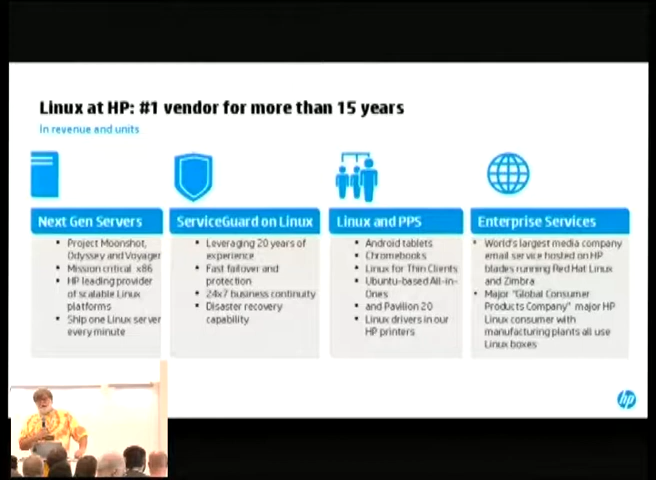 Linux at HP: #1 vendor for more than 15 years
In revenue and units
Next Gen Servers
Project Moonshot,
Odyssey and Voyager
Mission critical x86
HP leading provider
of scalable Linux
platforms
Ship one Linux server
every minute
ServiceGuard on Linux
Leveraging 20 years of
experience
Fast failover and
protection
24x7 business continuity
Disaster recovery
capability
Linux and PPS
Android tablets
Chromebooks
Linux for Thin Clients
Ubuntu-based All-in-
Ones
and Pavilion 20
Linux drivers in our
HP printers
Enterprise Services
World's largest media company
email service hosted on HP
blades running Red Hat Linux
and Zimbra
Major "Global Consumer
Products Company" major HP
Linux consumer with
manufacturing plants all use
Linux boxes
hp